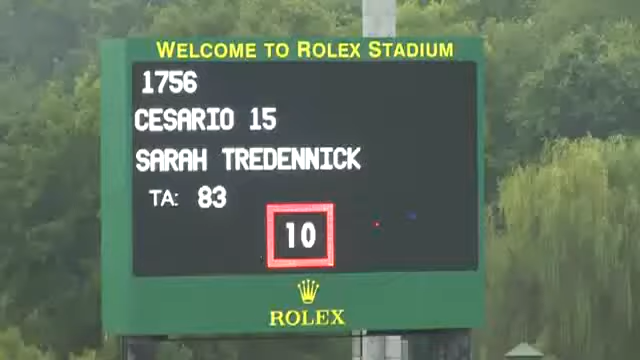 WELCOME TO ROLEX STADIUM
1756
CESARIO 15
SARAH TREDENNICK
TA: 83
10
ROLEX